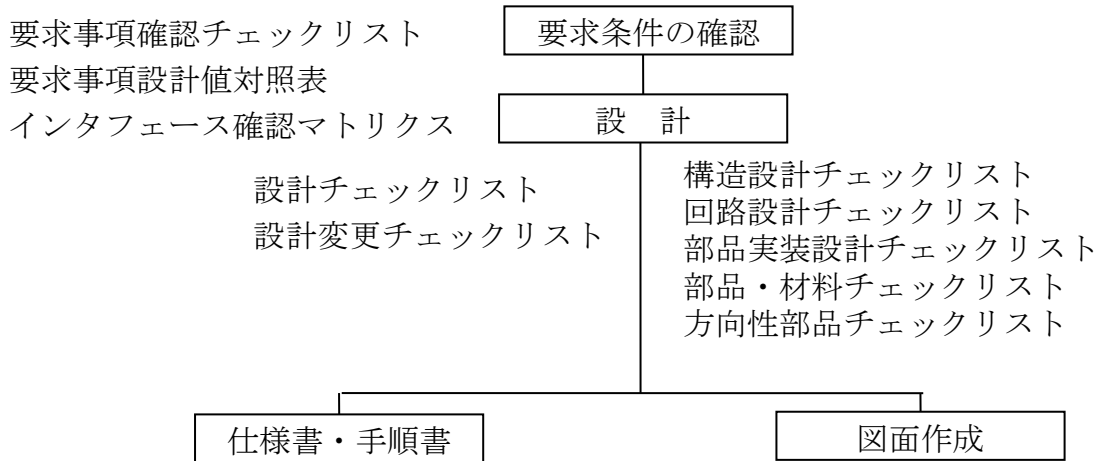 要求事項確認チェックリスト
要求条件の確認
要求事項設計値対照表
インタフェース確認マトリクス
設　計
設計チェックリスト
設計変更チェックリスト
構造設計チェックリスト
回路設計チェックリスト
部品実装設計チェックリスト
部品・材料チェックリスト
方向性部品チェックリスト
仕様書・手順書
図面作成